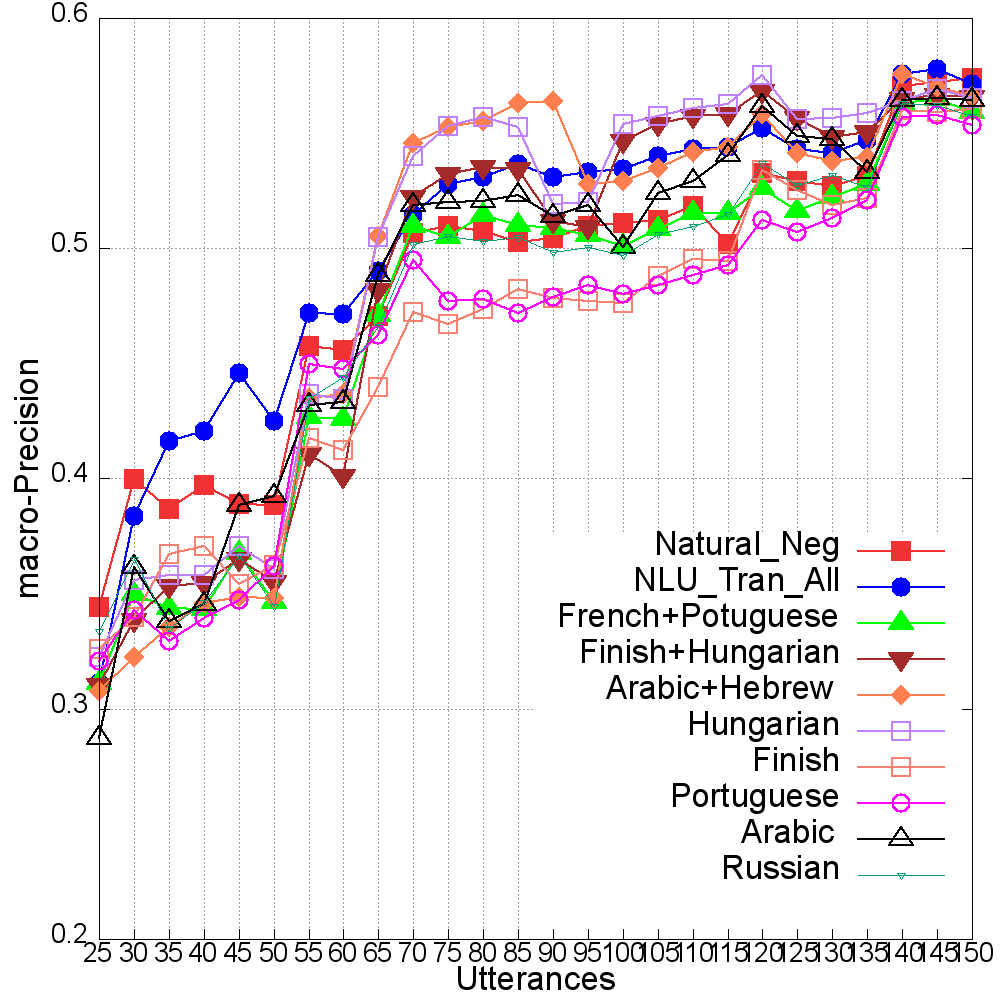 0.6
0.5
0.4
0.3
0.2
macro-Precision
Natural_Neg
NLU_Tran_All
French+Potuguese
Finish+Hungarian
Arabic+Hebrew
Hungarian
Finish
Portuguese
Arabic
Russian
25 30 35 40 45 50 55 60 65 70 75 80 85 90 95 100 105 110 115 120 125 130 135 140 145 150
Utterances